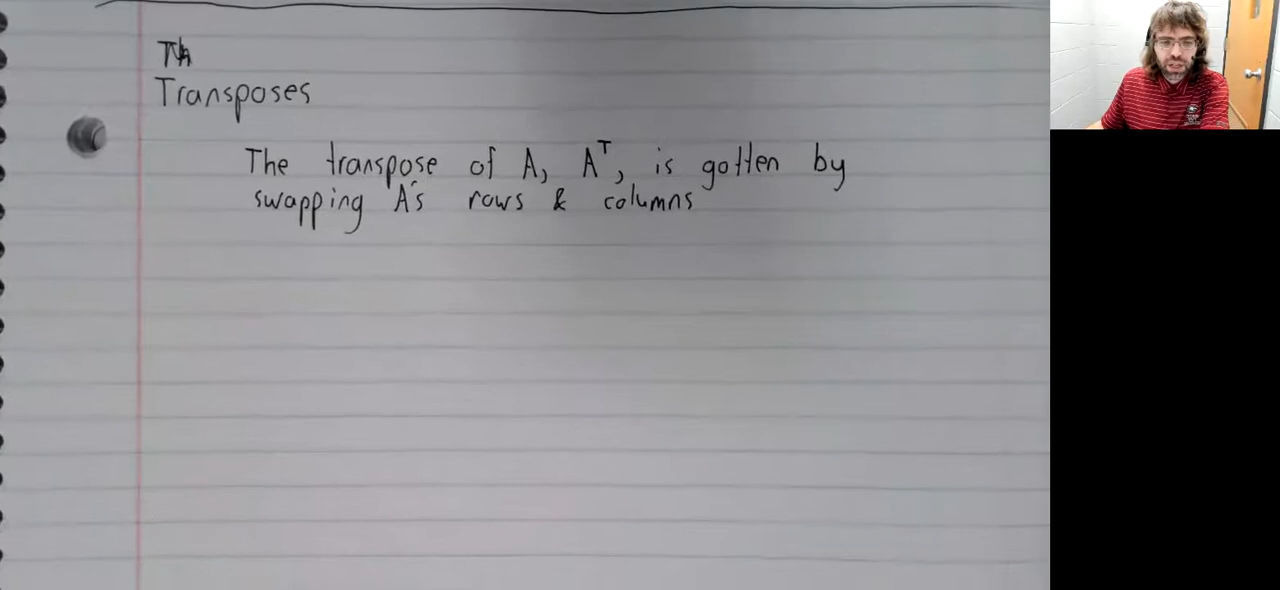 Transposes
The transpose of A, Aᵀ, is gotten by
swapping A's rows & columns